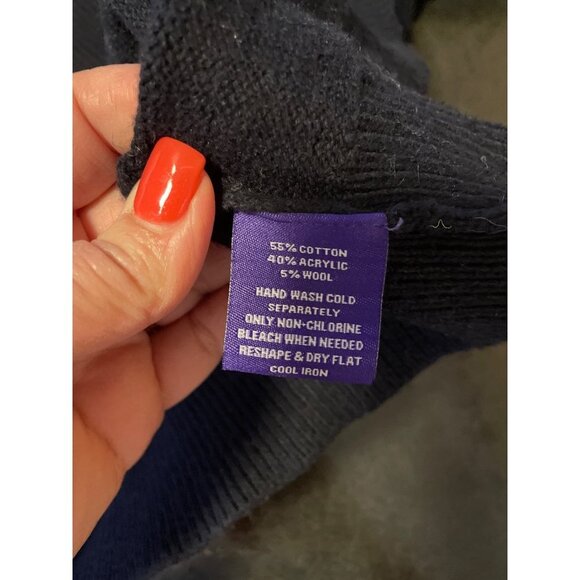 55% COTTON
40% ACRYLIC
5% WOOL
HAND WASH COLD
SEPARATELY
ONLY NON-CHLORINE
BLEACH WHEN NEEDED
RESHAPE & DRY FLAT
COOL IRON